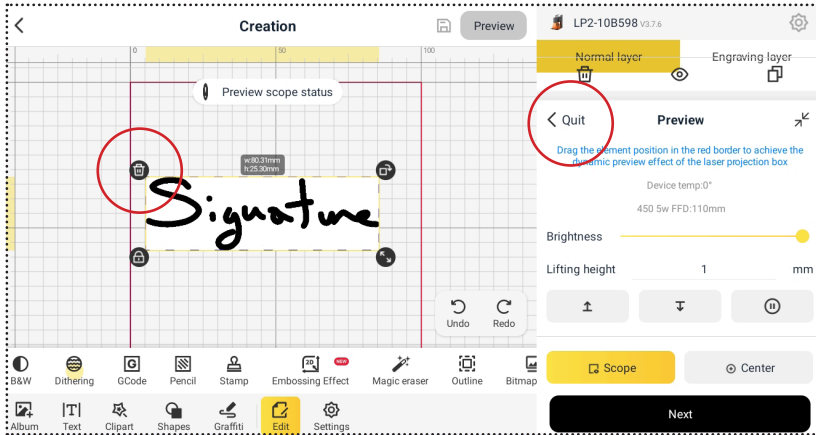 Creation
Preview
0
50
100
Preview scope status
w:80.31mm
h:25.30mm
Signature
Undo
Redo
B&W
Dithering
G
GCode
Pencil
Stamp
2D
NEW
Embossing Effect
Magic eraser
Outline
Bitmap
Album
|T|
Text
Clipart
Shapes
Graffiti
Edit
Settings
LP2-10B598 V3.7.6
Normal layer
Engraving layer
Quit
Preview
Drag the element position in the red border to achieve the
dynamic preview effect of the laser projection box
Device temp:0°
450 5w FFD:110mm
Brightness
Lifting height 1 mm
Scope
Center
Next